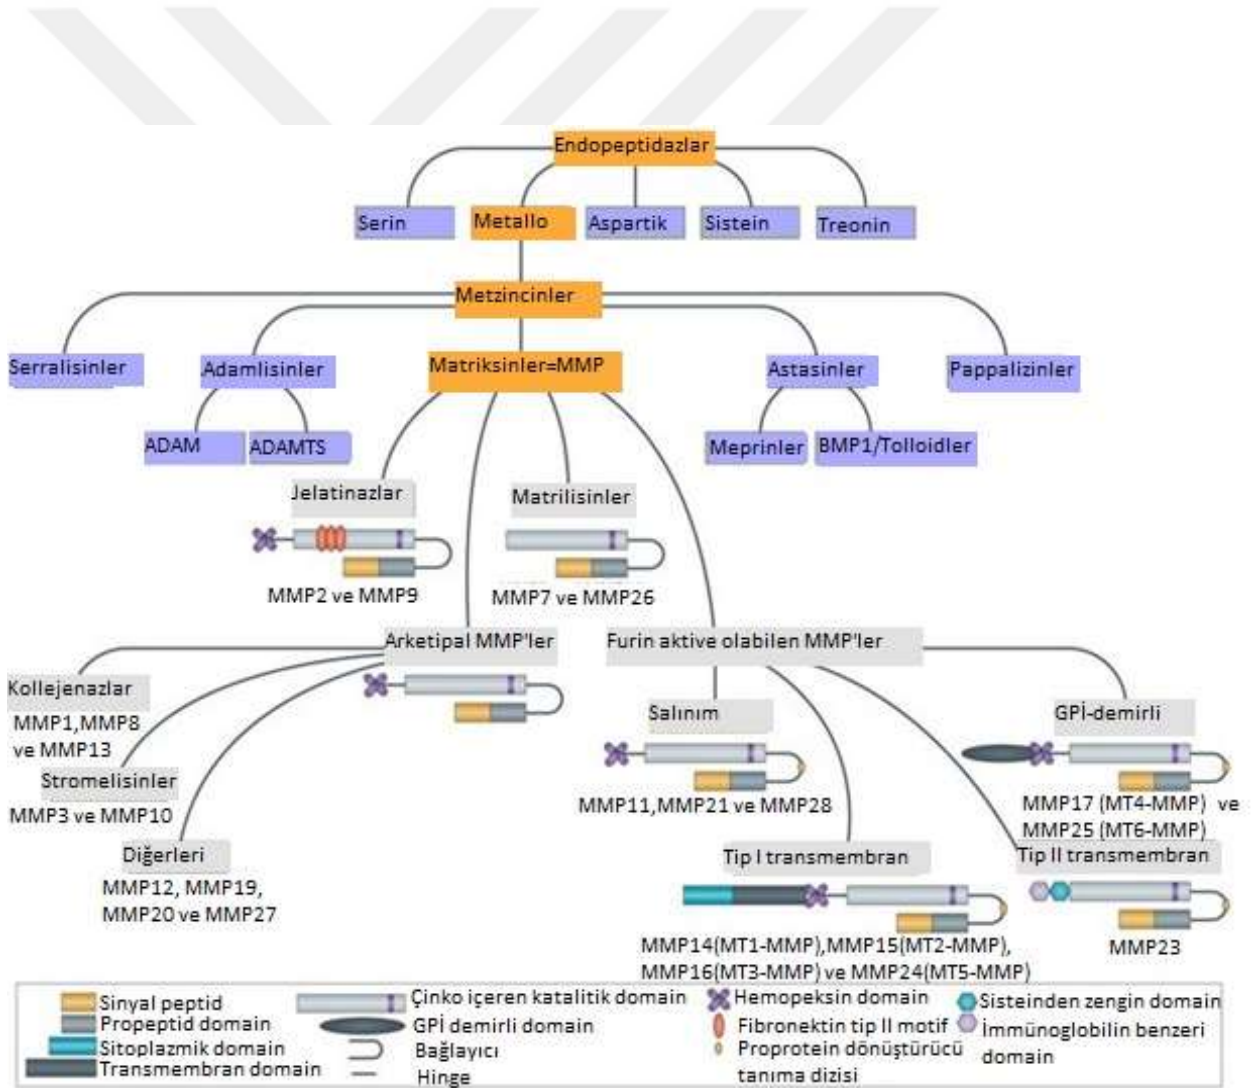 Endopeptidazlar
Serin
Metallo
Aspartik
Sistein
Treonin
Metzincinler
Serralisinler
Adamlisinler
Matriksinler=MMP
Astasinler
Pappalizinler
ADAM
ADAMTS
Meprinler
BMP1/Tolloidler
Jelatinazlar
MMP2 ve MMP9
Matrilisinler
MMP7 ve MMP26
Arketipal MMP'ler
Furin aktive olabilen MMP'ler
Kollejenazlar
MMP1,MMP8
ve MMP13
Stromelisinler
MMP3 ve MMP10
Diğerleri
MMP12, MMP19,
MMP20 ve MMP27
Salınım
MMP11,MMP21 ve MMP28
GPİ-demirli
MMP17 (MT4-MMP) ve
MMP25 (MT6-MMP)
Tip I transmembran
MMP14(MT1-MMP),MMP15(MT2-MMP),
MMP16(MT3-MMP) ve MMP24(MT5-MMP)
Tip II transmembran
MMP23
Sinyal peptid
Propeptid domain
Sitoplazmik domain
Transmembran domain
Çinko içeren katalitik domain
GPİ demirli domain
Bağlayıcı
Hinge
Hemopeksin domain
Fibronektin tip II motif
Proprotein dönüştürücü
tanıma dizisi
Sisteinden zengin domain
İmmünoglobilin benzeri
domain